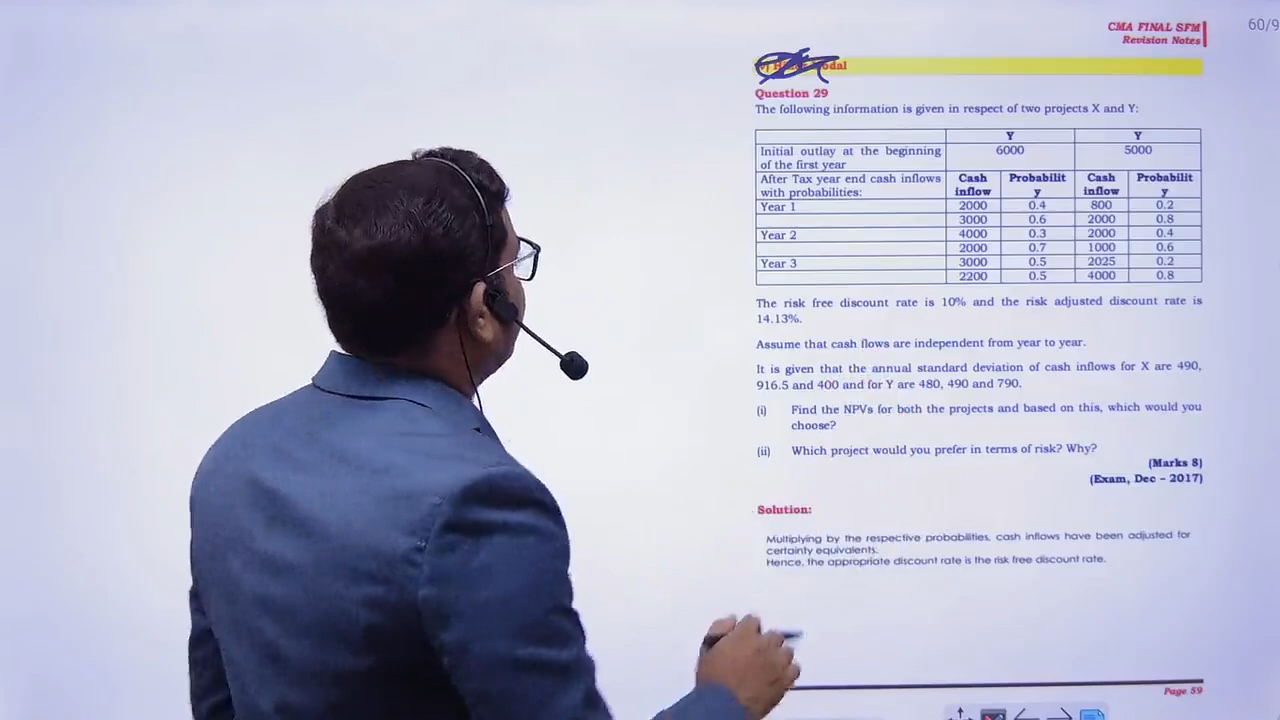 CMA FINAL SFM
60/9
Revision Notes
Question 29
The following information is given in respect of two projects X and Y:
Y Y
Initial outlay at the beginning of the first year 6000 5000
After Tax year end cash inflows with probabilities: Cash inflow Probability Cash inflow Probability
Year 1 2000 0.4 800 0.2
3000 0.6 2000 0.8
Year 2 4000 0.3 2000 0.4
2000 0.7 1000 0.6
Year 3 3000 0.5 2025 0.2
2200 0.5 4000 0.8
The risk free discount rate is 10% and the risk adjusted discount rate is
14.13%.
Assume that cash flows are independent from year to year.
It is given that the annual standard deviation of cash inflows for X are 490,
916.5 and 400 and for Y are 480, 490 and 790.
(i) Find the NPVs for both the projects and based on this, which would you
choose?
(ii) Which project would you prefer in terms of risk? Why?
(Marks 8)
(Exam, Dec – 2017)
Solution:
Multiplying by the respective probabilities, cash inflows have been adjusted for
certainty equivalents.
Hence, the appropriate discount rate is the risk free discount rate.
Page 59